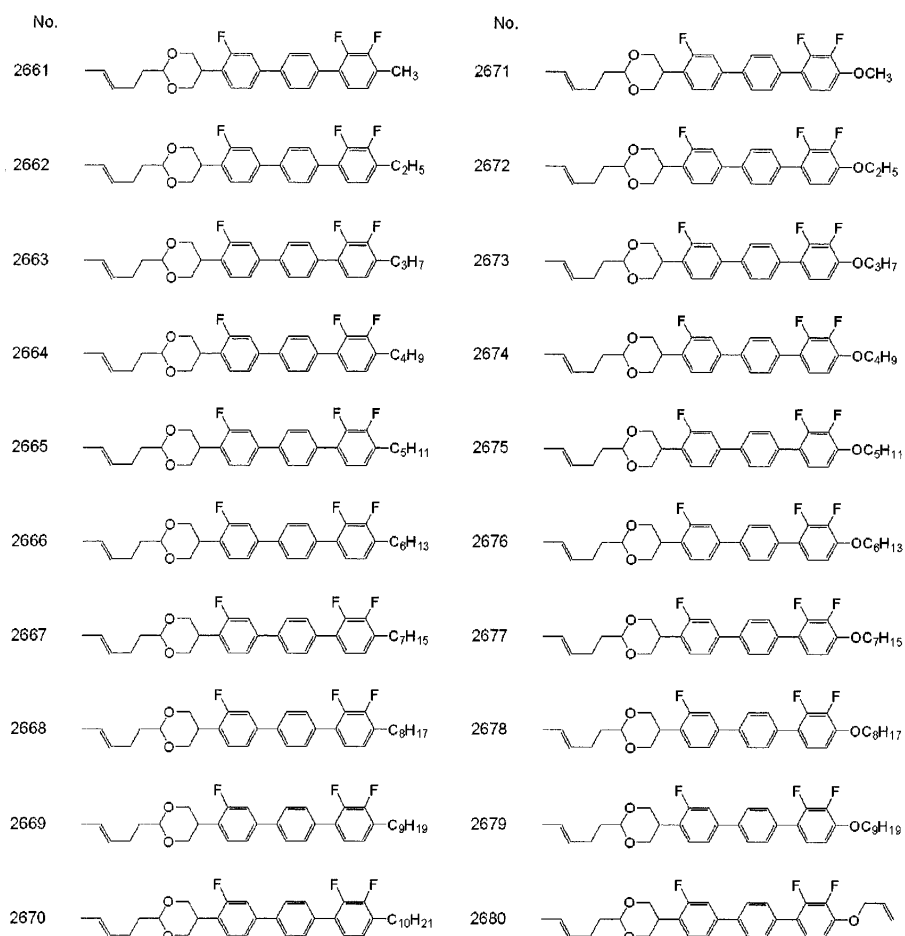 No. No.
F F F
O
2661 CH3
O
F F F
O
2671 OCH3
O
F F F
O
2662 C2H5
O
F F F
O
2672 OC2H5
O
F F F
O
2663 C3H7
O
F F F
O
2673 OC3H7
O
F F F
O
2664 C4H9
O
F F F
O
2674 OC4H9
O
F F F
O
2665 C5H11
O
F F F
O
2675 OC5H11
O
F F F
O
2666 C6H13
O
F F F
O
2676 OC6H13
O
F F F
O
2667 C7H15
O
F F F
O
2677 OC7H15
O
F F F
O
2668 C8H17
O
F F F
O
2678 OC8H17
O
F F F
O
2669 C9H19
O
F F F
O
2679 OC9H19
O
F F F
O
2670 C10H21
O
F F F
O
2680 O
O